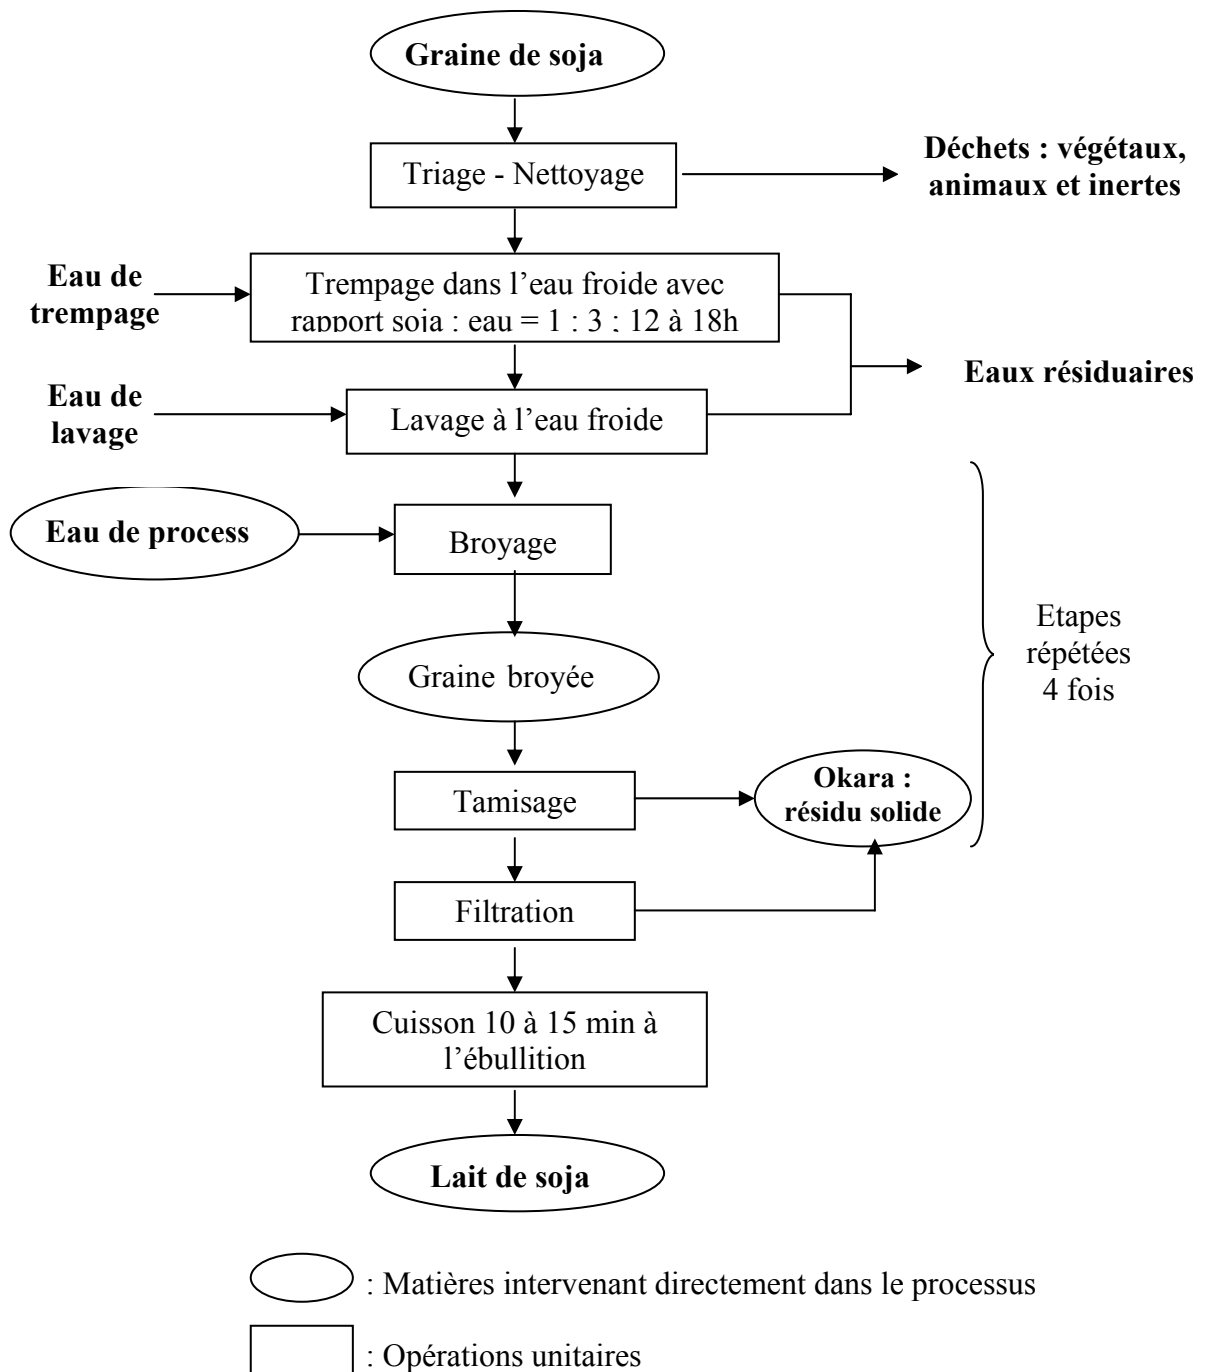 Graine de soja
Triage - Nettoyage
Déchets : végétaux,
animaux et inertes
Eau de
trempage
Trempage dans l’eau froide avec
rapport soja : eau = 1 : 3 ; 12 à 18h
Eaux résiduaires
Eau de
lavage
Lavage à l’eau froide
Eau de process
Broyage
Graine broyée
Etapes
répétées
4 fois
Tamisage
Okara :
résidu solide
Filtration
Cuisson 10 à 15 min à
l’ébullition
Lait de soja
: Matières intervenant directement dans le processus
: Opérations unitaires